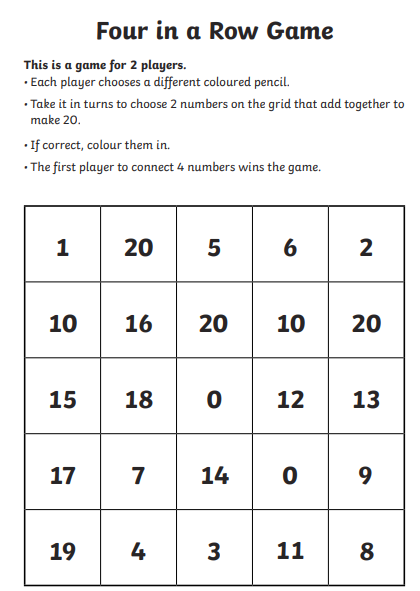 Four in a Row Game
This is a game for 2 players.
• Each player chooses a different coloured pencil.
• Take it in turns to choose 2 numbers on the grid that add together to
make 20.
• If correct, colour them in.
• The first player to connect 4 numbers wins the game.
1 20 5 6 2
10 16 20 10 20
15 18 0 12 13
17 7 14 0 9
19 4 3 11 8